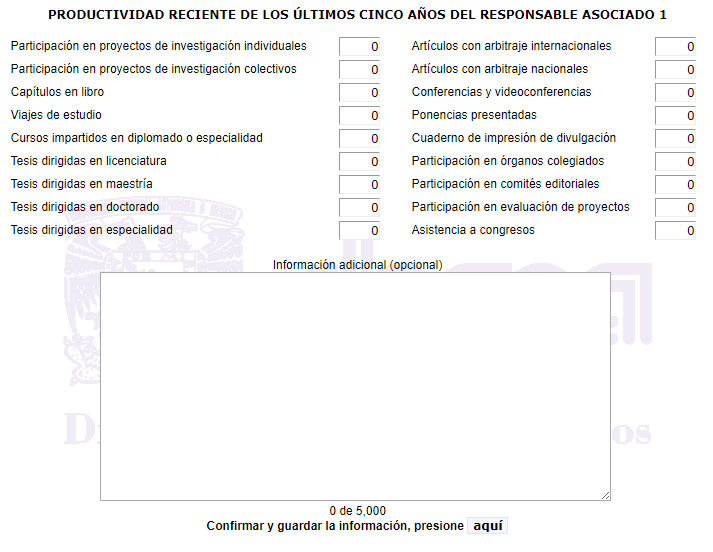 PRODUCTIVIDAD RECIENTE DE LOS ÚLTIMOS CINCO AÑOS DEL RESPONSABLE ASOCIADO 1
Participación en proyectos de investigación individuales 0 Artículos con arbitraje internacionales 0
Participación en proyectos de investigación colectivos 0 Artículos con arbitraje nacionales 0
Capítulos en libro 0 Conferencias y videoconferencias 0
Viajes de estudio 0 Ponencias presentadas 0
Cursos impartidos en diplomado o especialidad 0 Cuaderno de impresión de divulgación 0
Tesis dirigidas en licenciatura 0 Participación en órganos colegiados 0
Tesis dirigidas en maestría 0 Participación en comités editoriales 0
Tesis dirigidas en doctorado 0 Participación en evaluación de proyectos 0
Tesis dirigidas en especialidad 0 Asistencia a congresos 0
Información adicional (opcional)
0 de 5,000
Confirmar y guardar la información, presione aquí